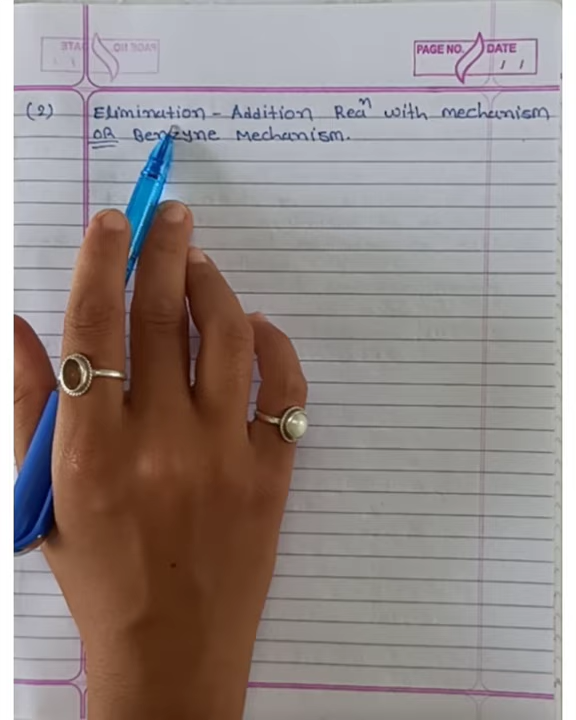 PAGE NO.
DATE
/ /
(2) Elimination - Addition Reaⁿ with mechanism
OR Benzyne Mechanism.